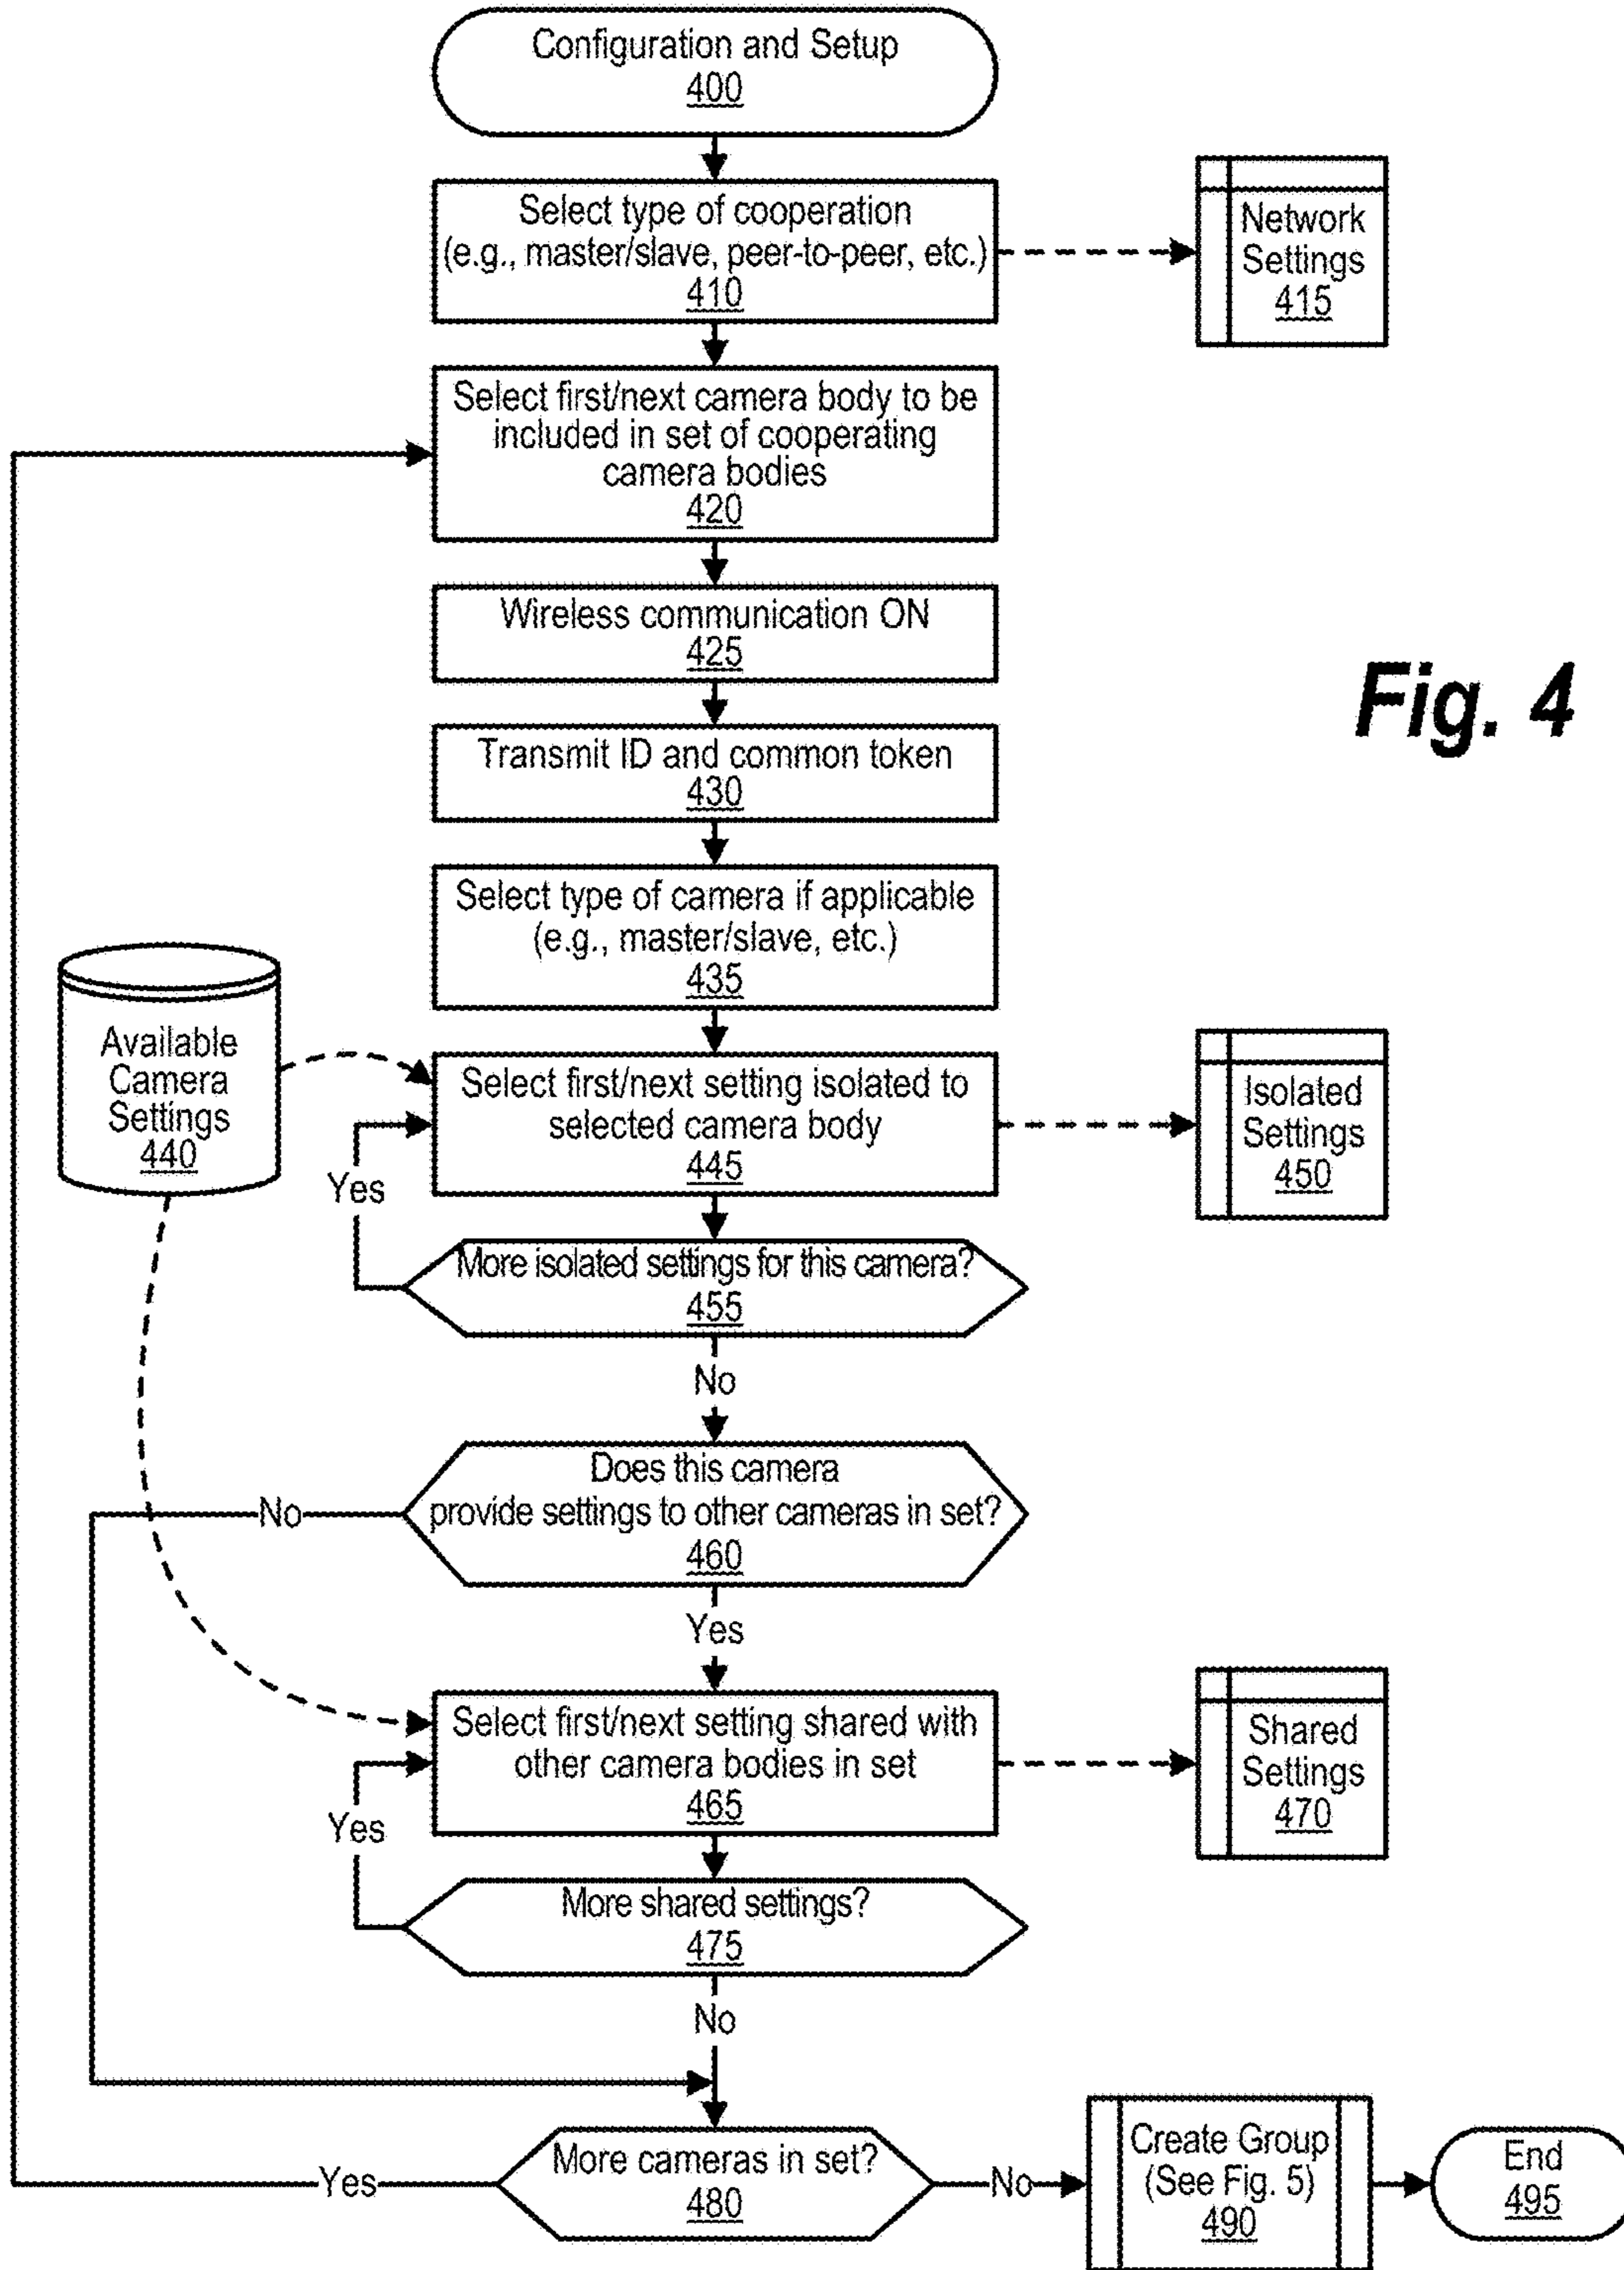 Configuration and Setup
400
Select type of cooperation
(e.g., master/slave, peer-to-peer, etc.)
410
Network
Settings
415
Select first/next camera body to be
included in set of cooperating
camera bodies
420
Wireless communication ON
425
Fig. 4
Transmit ID and common token
430
Select type of camera if applicable
(e.g., master/slave, etc.)
435
Available
Camera
Settings
440
Select first/next setting isolated to
selected camera body
445
Isolated
Settings
450
Yes
More isolated settings for this camera?
455
No
Does this camera
provide settings to other cameras in set?
460
No
Yes
Select first/next setting shared with
other camera bodies in set
465
Shared
Settings
470
Yes
More shared settings?
475
No
More cameras in set?
480
Yes
No
Create Group
(See Fig. 5)
490
End
495